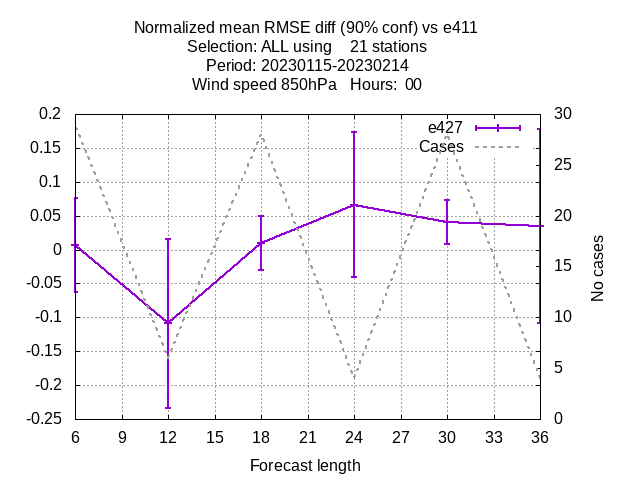 Normalized mean RMSE diff (90% conf) vs e411
Selection: ALL using    21 stations
Period: 20230115-20230214
Wind speed 850hPa   Hours:  00
e427
Cases
0.2
0.15
0.1
0.05
0
-0.05
-0.1
-0.15
-0.2
-0.25
30
25
20
15
10
5
0
No cases
6 9 12 15 18 21 24 27 30 33 36
Forecast length